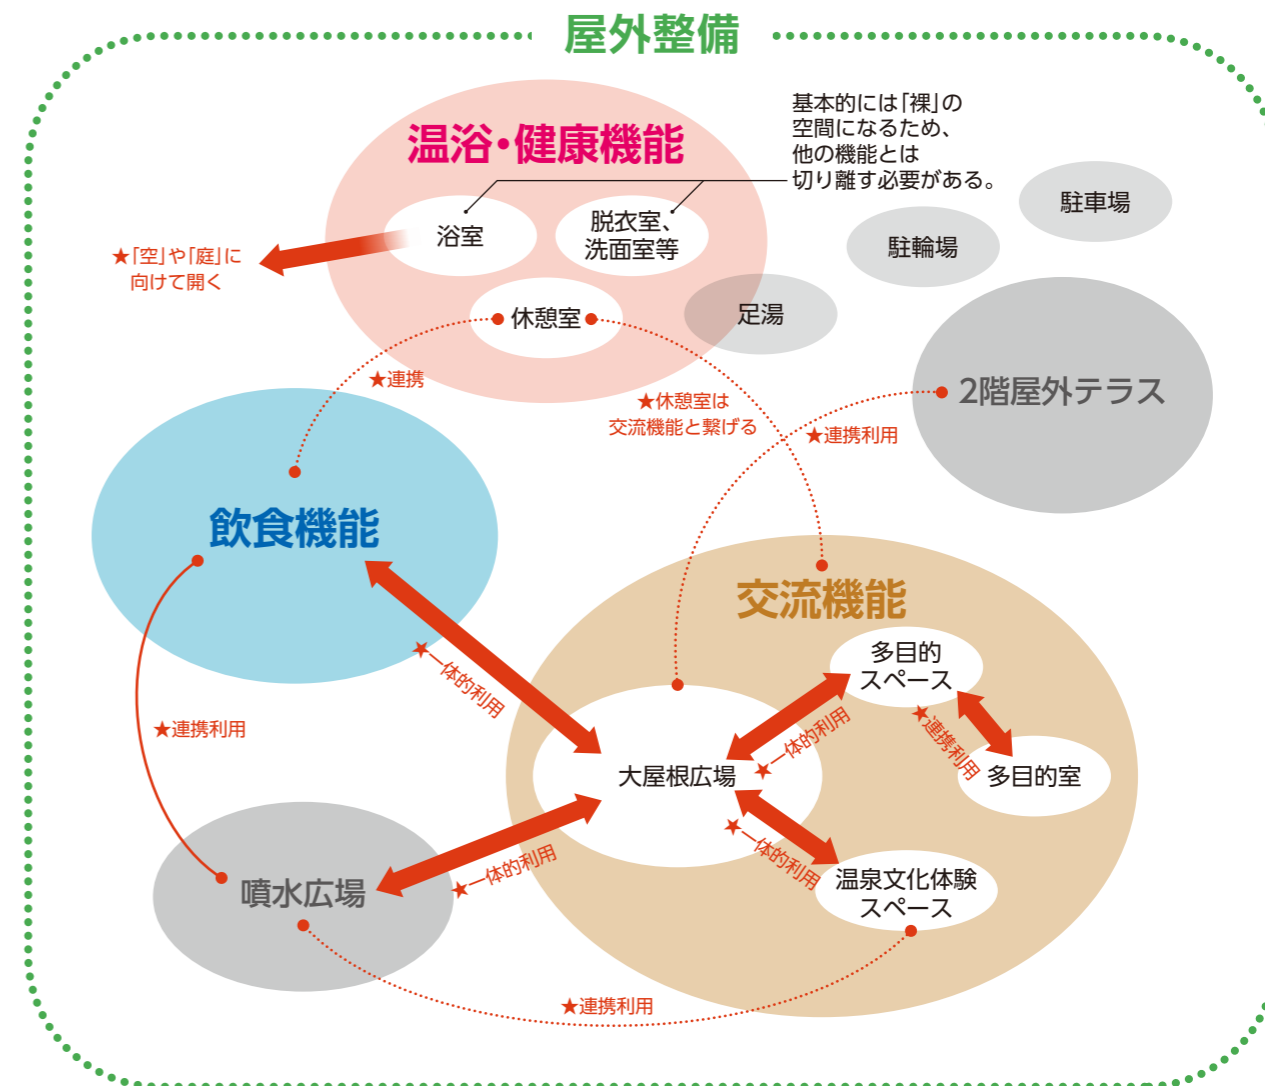 屋外整備
温浴・健康機能
基本的には「裸」の
空間になるため、
他の機能とは
切り離す必要がある。
浴室
脱衣室、
洗面室等
駐車場
駐輪場
★「空」や「庭」に
向けて開く
休憩室
足湯
★連携
★休憩室は
交流機能と繋げる
★連携利用
2階屋外テラス
飲食機能
交流機能
★一体的利用
多目的
スペース
★連携利用
★一体的利用
★連携利用
大屋根広場
多目的室
★一体的利用
★一体的利用
噴水広場
温泉文化体験
スペース
★連携利用